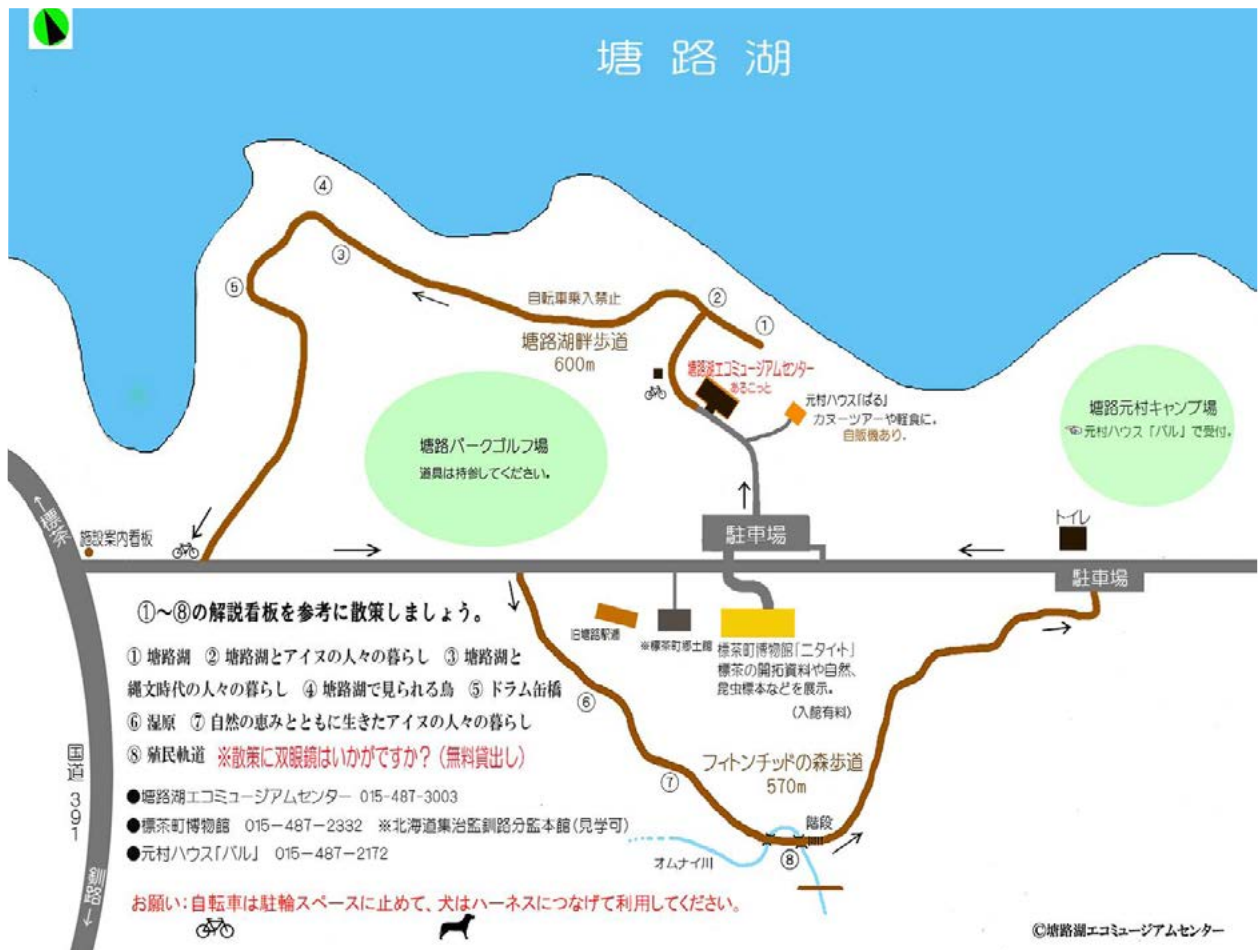 塘路湖
④
③
⑤
②
①
自転車乗入禁止
塘路湖畔歩道
600m
塘路湖エコミュージアムセンター
あるこっと
元村ハウス「ぱる」
カヌーツアーや軽食に。
自販機あり。
塘路元村キャンプ場
☜元村ハウス「パル」で受付。
塘路パークゴルフ場
道具は持参してください。
←標茶
施設案内看板
駐車場
トイレ
駐車場
①～⑧の解説看板を参考に散策しましょう。
① 塘路湖 ② 塘路湖とアイヌの人々の暮らし ③ 塘路湖と
縄文時代の人々の暮らし ④ 塘路湖で見られる鳥 ⑤ ドラム缶橋
⑥ 湿原 ⑦ 自然の恵みとともに生きたアイヌの人々の暮らし
⑧ 殖民軌道 ※散策に双眼鏡はいかがですか？（無料貸出し）
●塘路湖エコミュージアムセンター 015-487-3003
●標茶町博物館 015－487－2332 ※北海道集治監釧路分監本館(見学可)
●元村ハウス「パル」 015－487－2172
旧塘路駅逓
※標茶町郷土館
標茶町博物館「ニタイト」
標茶の開拓資料や自然、
昆虫標本などを展示。
(入館有料)
⑥
⑦
フィトンチッドの森歩道
570m
階段
⑧
オムナイ川
国道 391
釧路→
お願い：自転車は駐輪スペースに止めて、犬はハーネスにつなげて利用してください。
©塘路湖エコミュージアムセンター